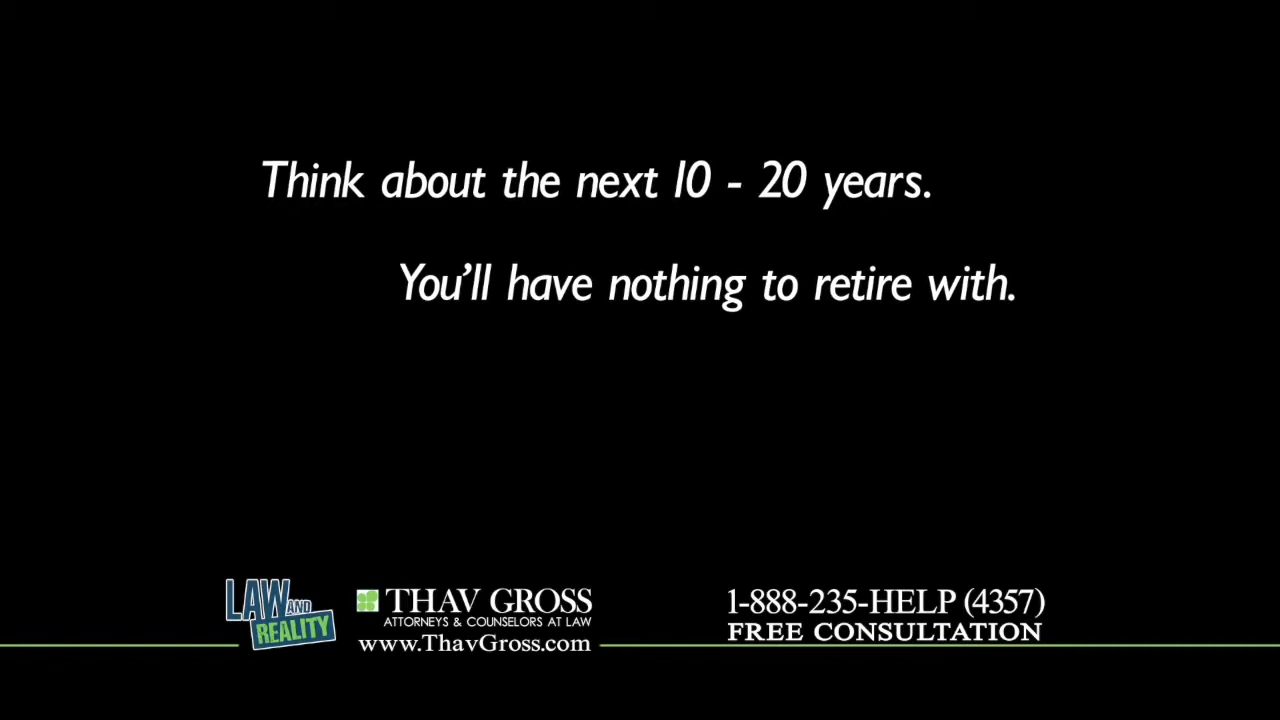 Think about the next 10 - 20 years.
You'll have nothing to retire with.
LAW AND
REALITY
THAV GROSS
ATTORNEYS & COUNSELORS AT LAW
www.ThavGross.com
1-888-235-HELP (4357)
FREE CONSULTATION